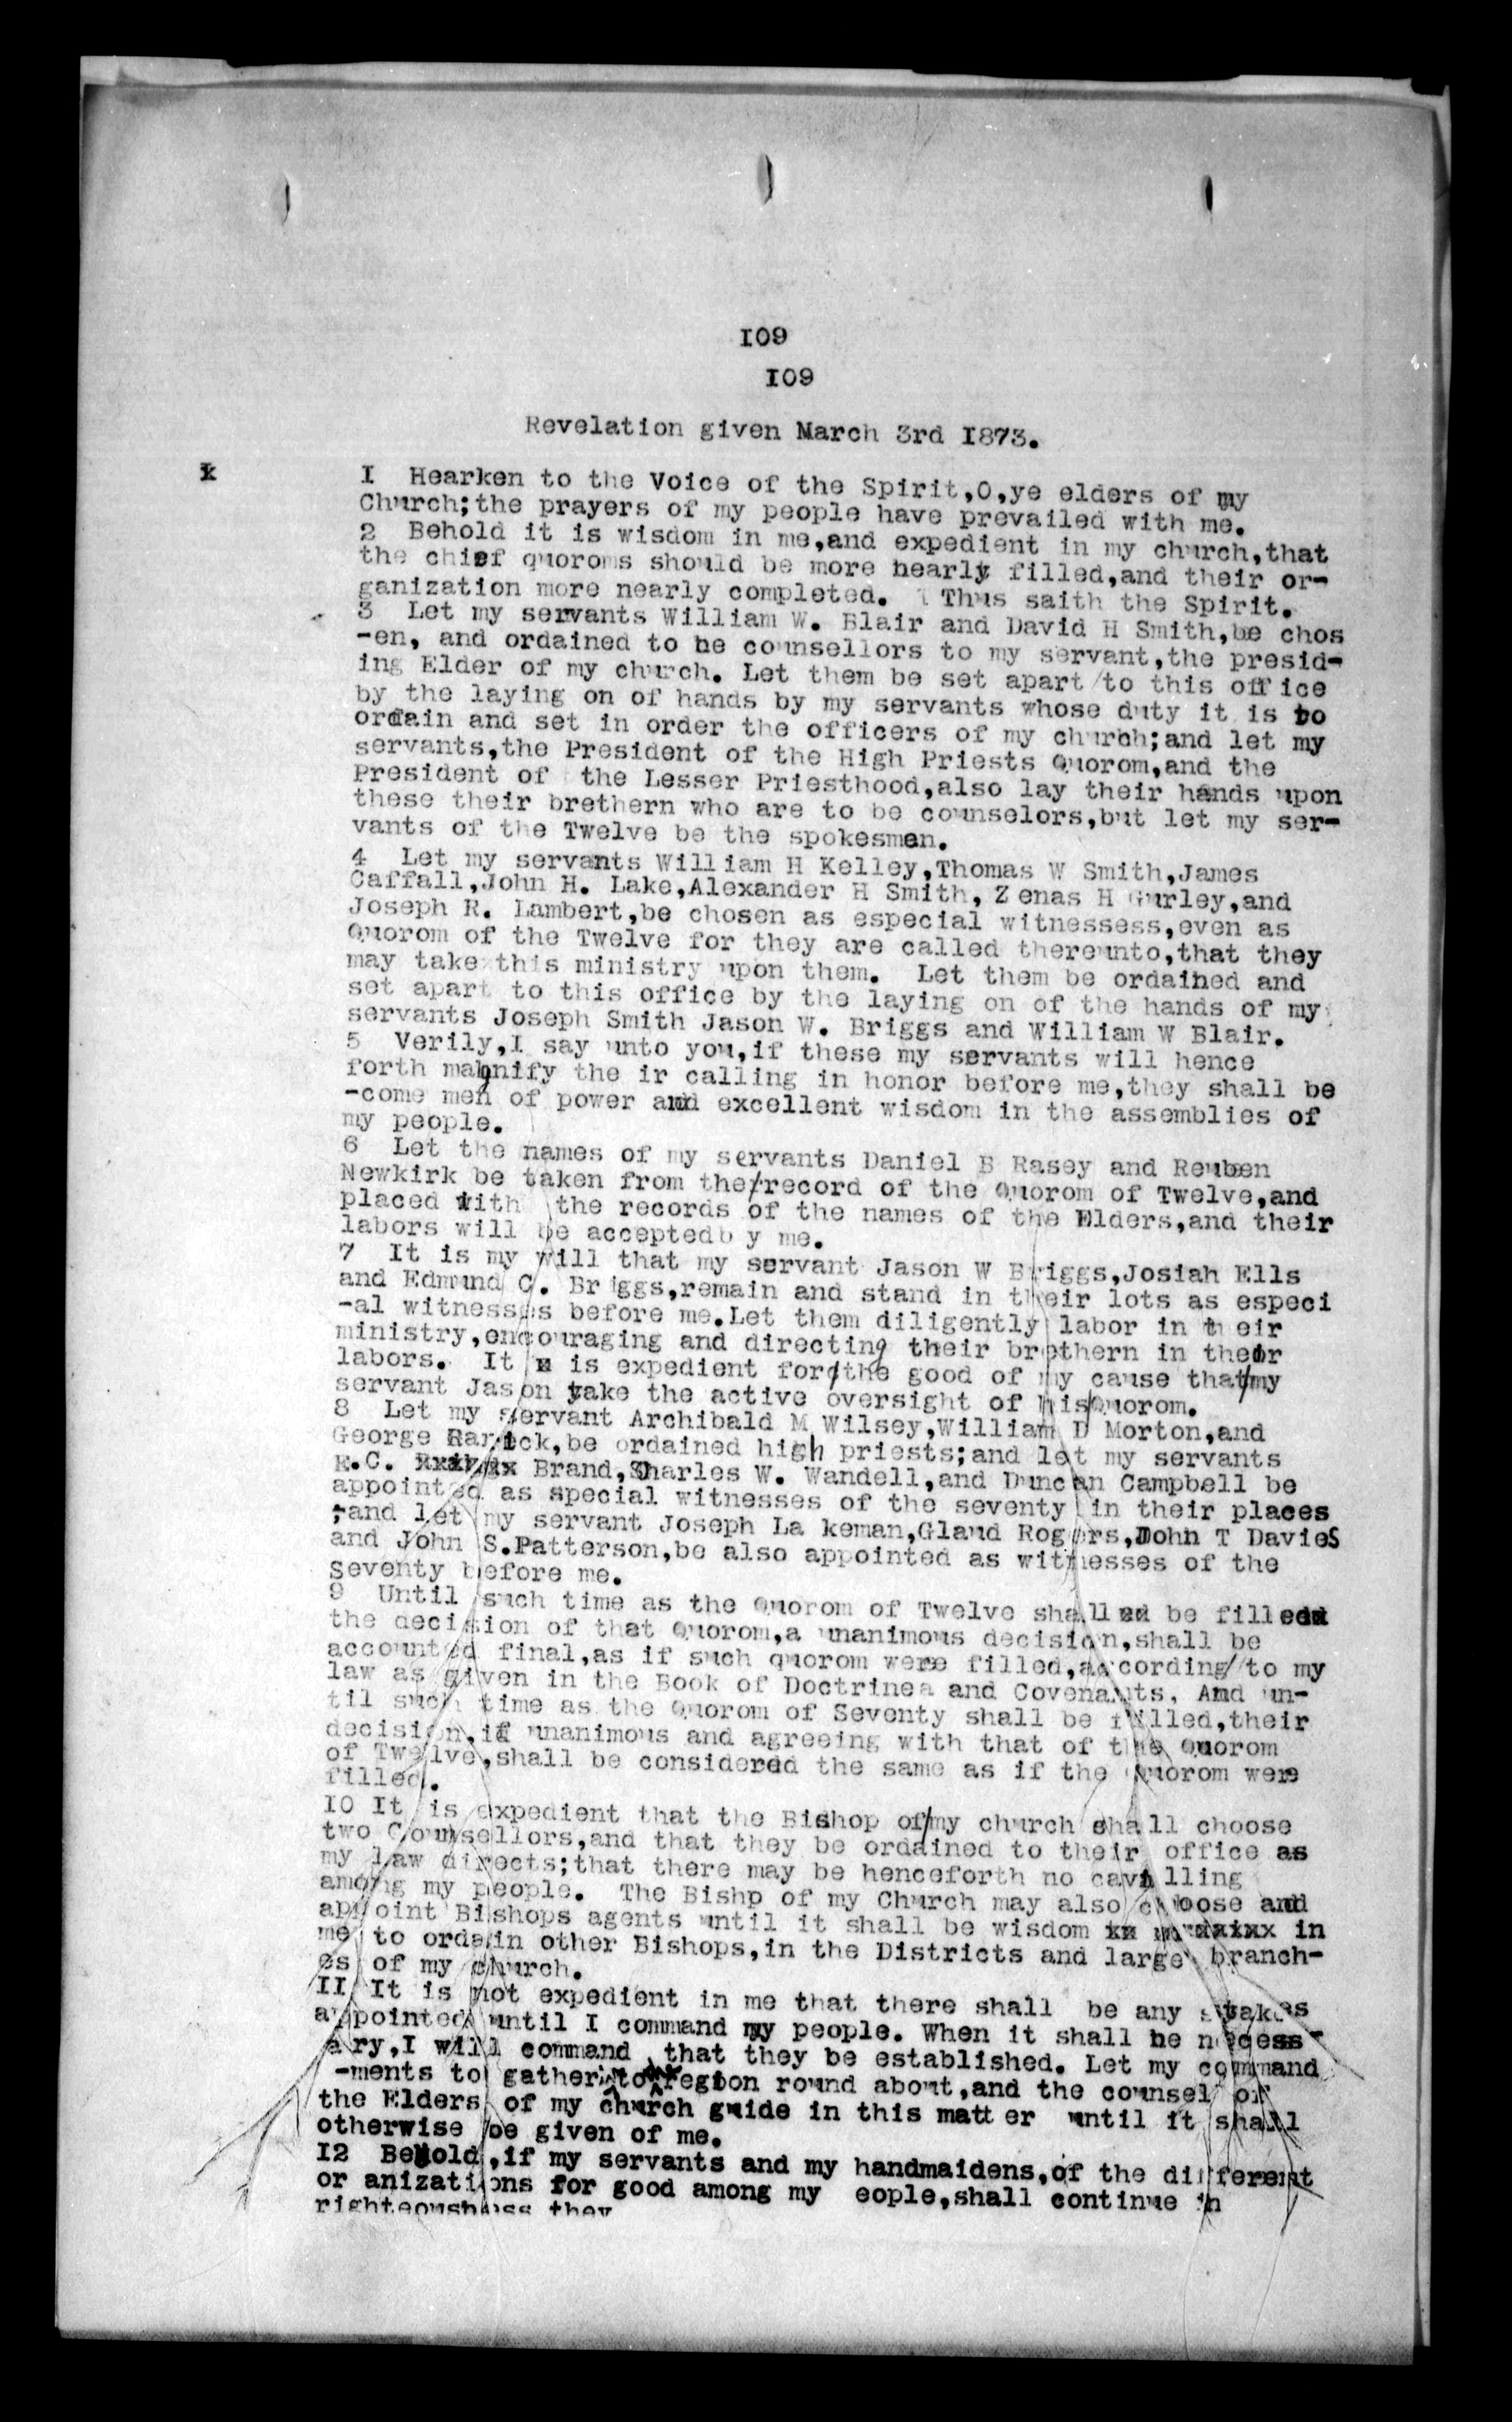 I09
I09
Revelation given March 3rd I873.
I Hearken to the Voice of the Spirit,O,ye elders of my
Church;the prayers of my people have prevailed with me.
2 Behold it is wisdom in me,and expedient in my church,that
the chief quoroms should be more nearly filled,and their or-
ganization more nearly completed. Thus saith the Spirit.
3 Let my servants William W. Blair and David H Smith,be chos
-en, and ordained to be counsellors to my servant,the presid-
ing Elder of my church. Let them be set apart/to this office
by the laying on of hands by my servants whose duty it is to
ordain and set in order the officers of my church;and let my
servants,the President of the High Priests Quorom,and the
President of the Lesser Priesthood,also lay their hands upon
these their brethern who are to be counselors,but let my ser-
vants of the Twelve be the spokesmen.
4 Let my servants William H Kelley,Thomas W Smith,James
Caffall,John H. Lake,Alexander H Smith, Zenas H Gurley,and
Joseph R. Lambert,be chosen as especial witnessess,even as
Quorom of the Twelve for they are called thereunto,that they
may take this ministry upon them. Let them be ordained and
set apart to this office by the laying on of the hands of my
servants Joseph Smith Jason W. Briggs and William W Blair.
5 Verily,I say unto you,if these my servants will hence
forth magnify the ir calling in honor before me,they shall be
-come men of power and excellent wisdom in the assemblies of
my people.
6 Let the names of my servants Daniel B Rasey and Reuben
Newkirk be taken from the/record of the Quorom of Twelve,and
placed with the records of the names of the Elders,and their
labors will be acceptedb y me.
7 It is my will that my servant Jason W Briggs,Josiah Ells
and Edmund C. Briggs,remain and stand in their lots as especi
-al witnesses before me.Let them diligently labor in their
ministry,encouraging and directing their brethern in their
labors. It is expedient for/the good of my cause that/my
servant Jason take the active oversight of his/Quorom.
8 Let my servant Archibald M Wilsey,William D Morton,and
George Rarick,be ordained high priests;and let my servants
E.C. Brand,Charles W. Wandell,and Duncan Campbell be
appointed as special witnesses of the seventy in their places
;and let my servant Joseph La keman,Glaud Rogers,John T DavieS
and John S.Patterson,be also appointed as witnesses of the
Seventy before me.
9 Until such time as the Quorom of Twelve shall be filled
the decision of that Quorom,a unanimous decision,shall be
accounted final,as if such quorom were filled,according/to my
law as given in the Book of Doctrine and Covenants, And un-
til such time as the Quorom of Seventy shall be filled,their
decision,if unanimous and agreeing with that of the Quorom
of Twelve,shall be considered the same as if the Quorom were
filled.
IO It is expedient that the Bishop of/my church shall choose
two Counsellors,and that they be ordained to their office as
my law directs;that there may be henceforth no cavilling
among my people. The Bishp of my Church may also choose and
appoint Bishops agents until it shall be wisdom in
me to ordain other Bishops,in the Districts and large branch-
es of my church.
II It is not expedient in me that there shall be any stakes
appointed until I command my people. When it shall be necess-
ary,I will command that they be established. Let my command
-ments to gather to region round about,and the counsel of
the Elders of my church guide in this matt er until it shall
otherwise be given of me.
I2 Behold,if my servants and my handmaidens,of the different
or anizations for good among my eople,shall continue in
righteousness they